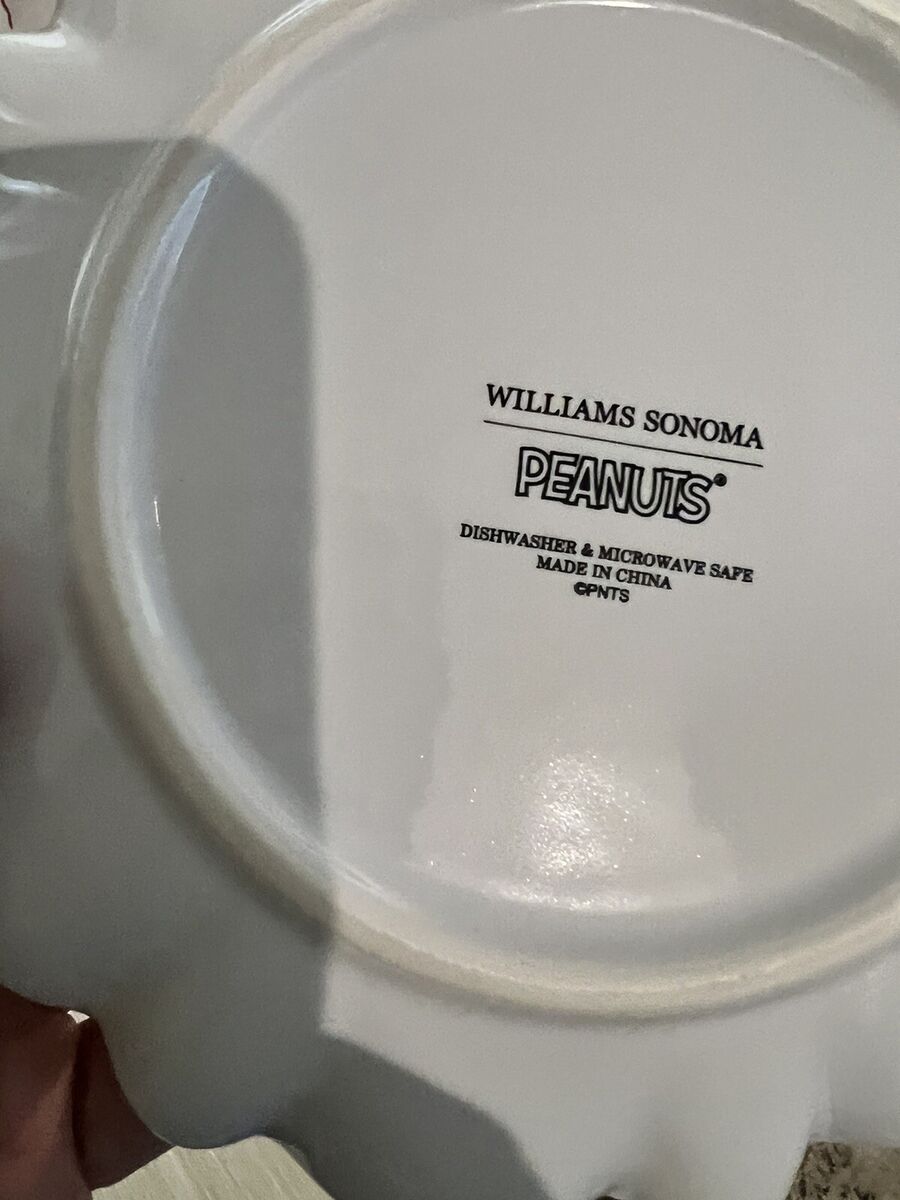 WILLIAMS SONOMA
PEANUTS®
DISHWASHER & MICROWAVE SAFE
MADE IN CHINA
©PNTS